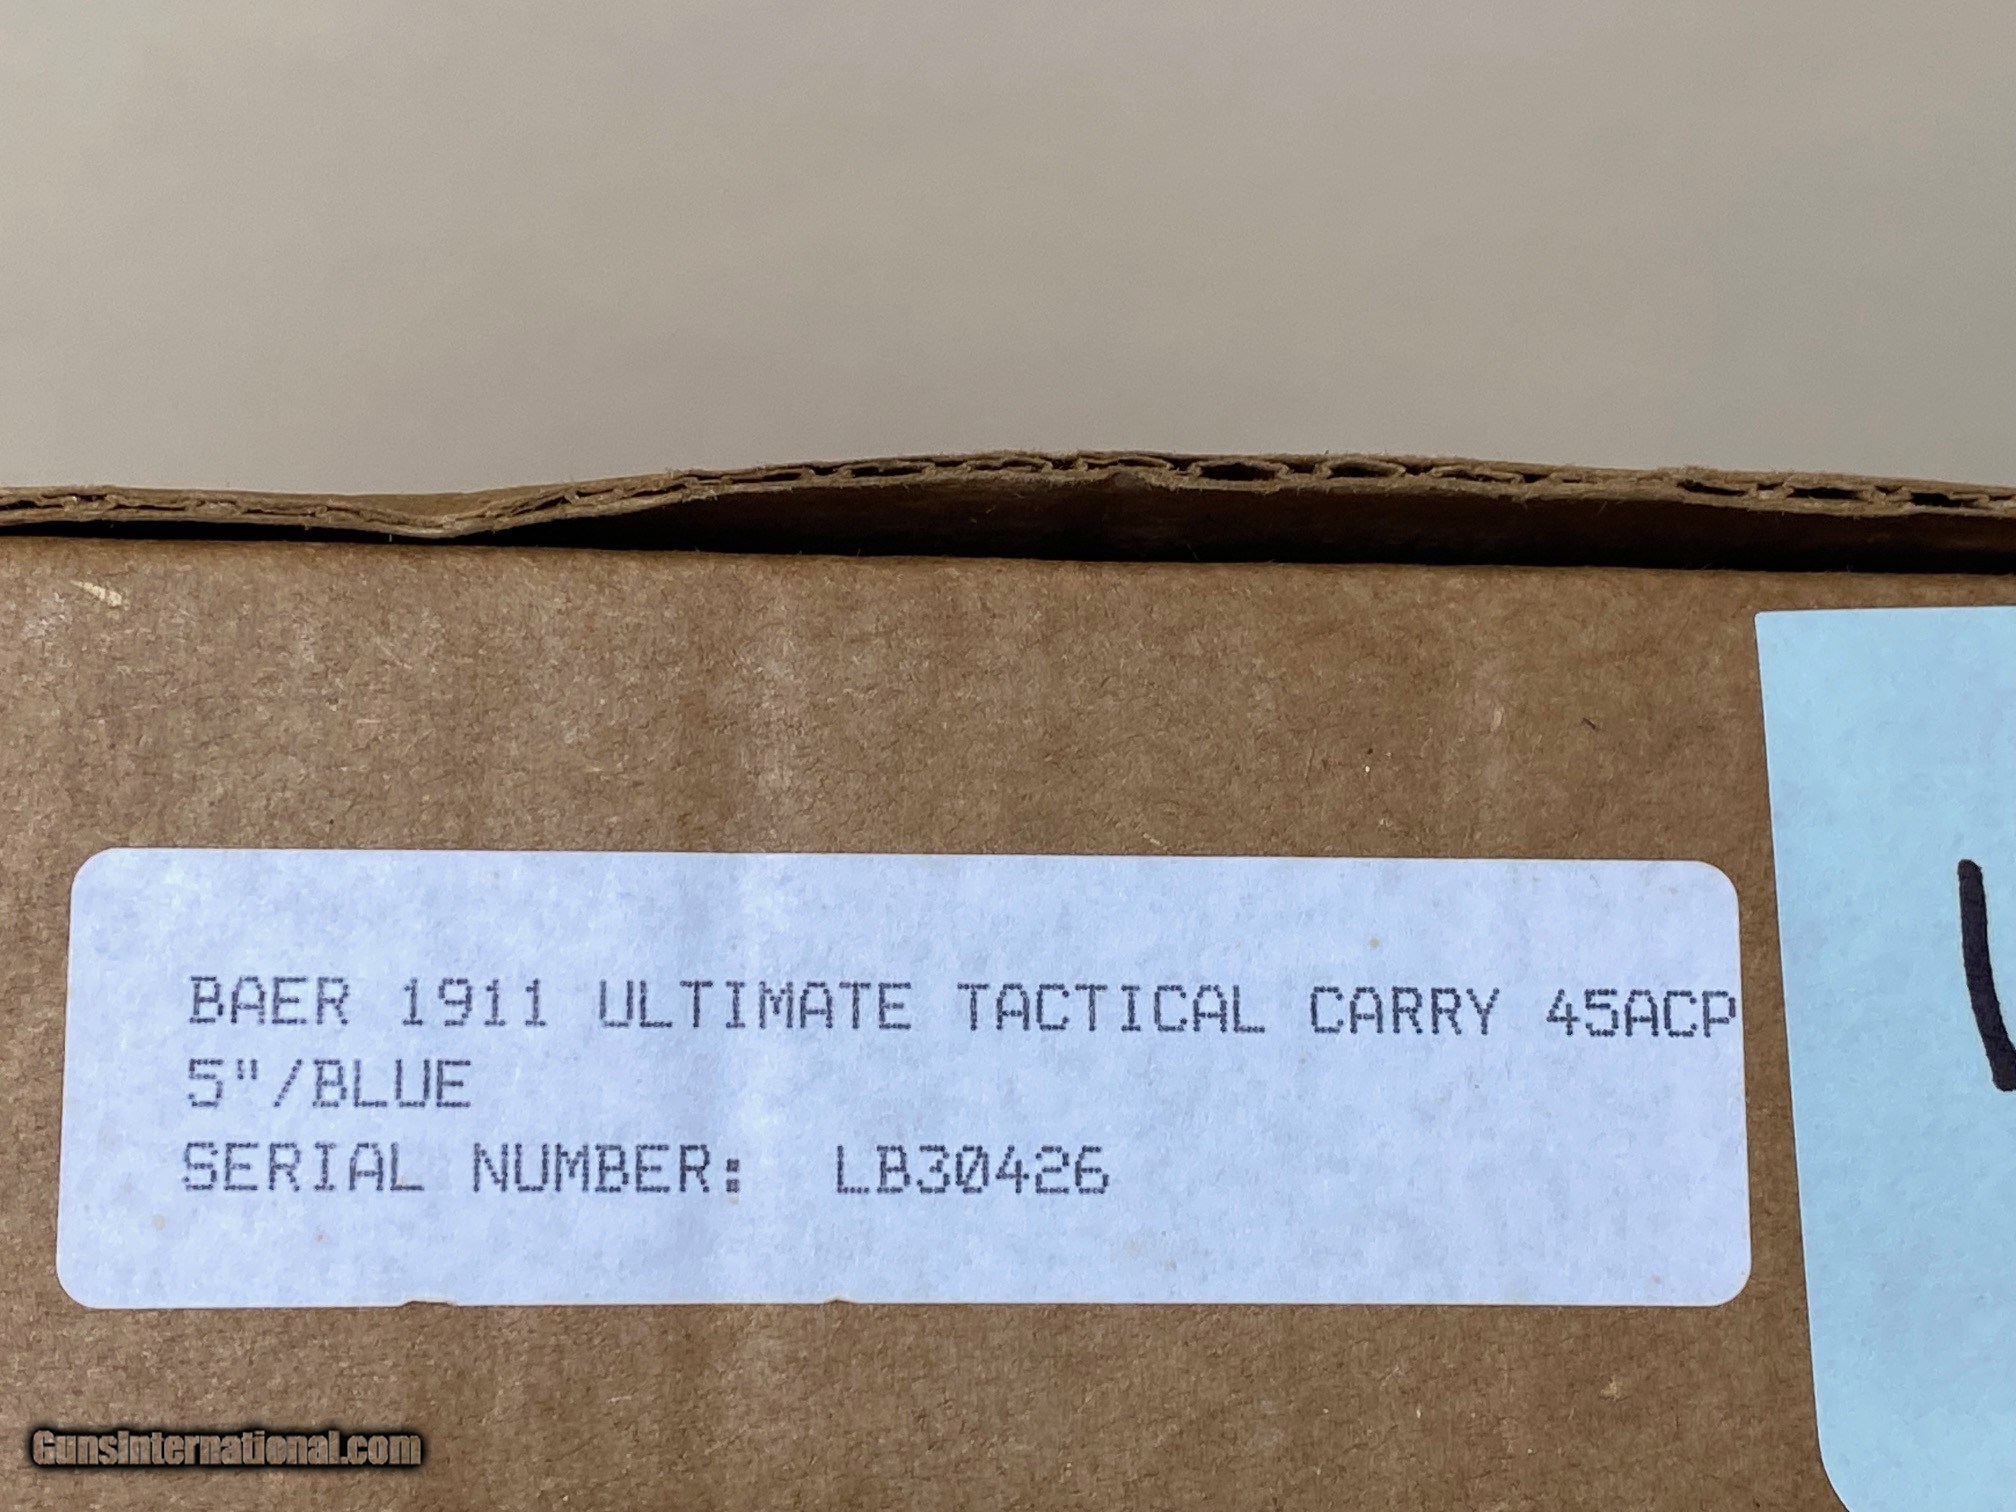 BAER 1911 ULTIMATE TACTICAL CARRY 45ACP
5"/BLUE
SERIAL NUMBER: LB30426
GunsInternational.com